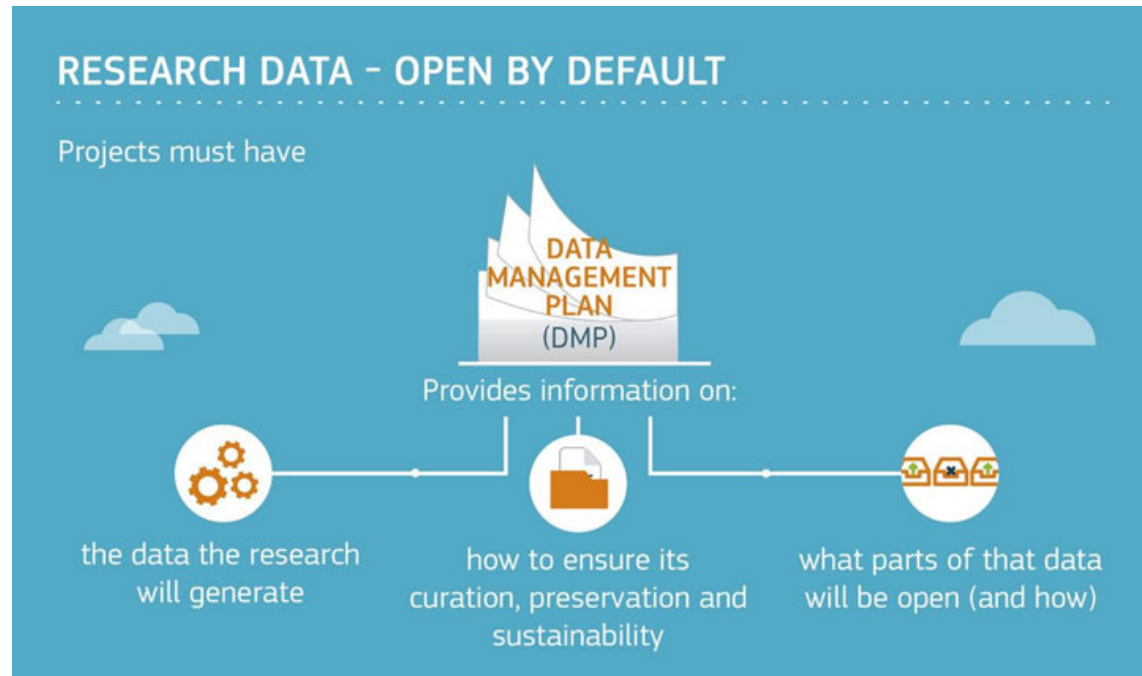 RESEARCH DATA – OPEN BY DEFAULT
Projects must have
DATA
MANAGEMENT
PLAN
(DMP)
Provides information on:
the data the research
will generate
how to ensure its
curation, preservation and
sustainability
what parts of that data
will be open (and how)